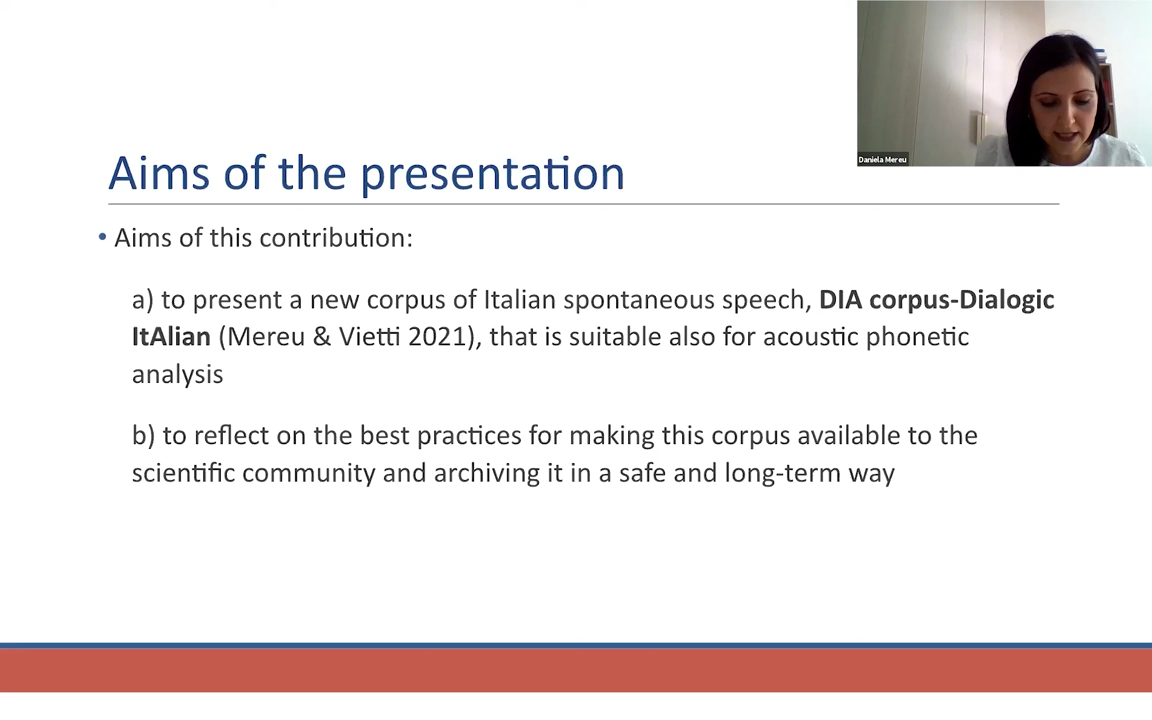 Daniela Mereu
Aims of the presentation
• Aims of this contribution:
a) to present a new corpus of Italian spontaneous speech, DIA corpus-Dialogic
ItAlian (Mereu & Vietti 2021), that is suitable also for acoustic phonetic
analysis
b) to reflect on the best practices for making this corpus available to the
scientific community and archiving it in a safe and long-term way